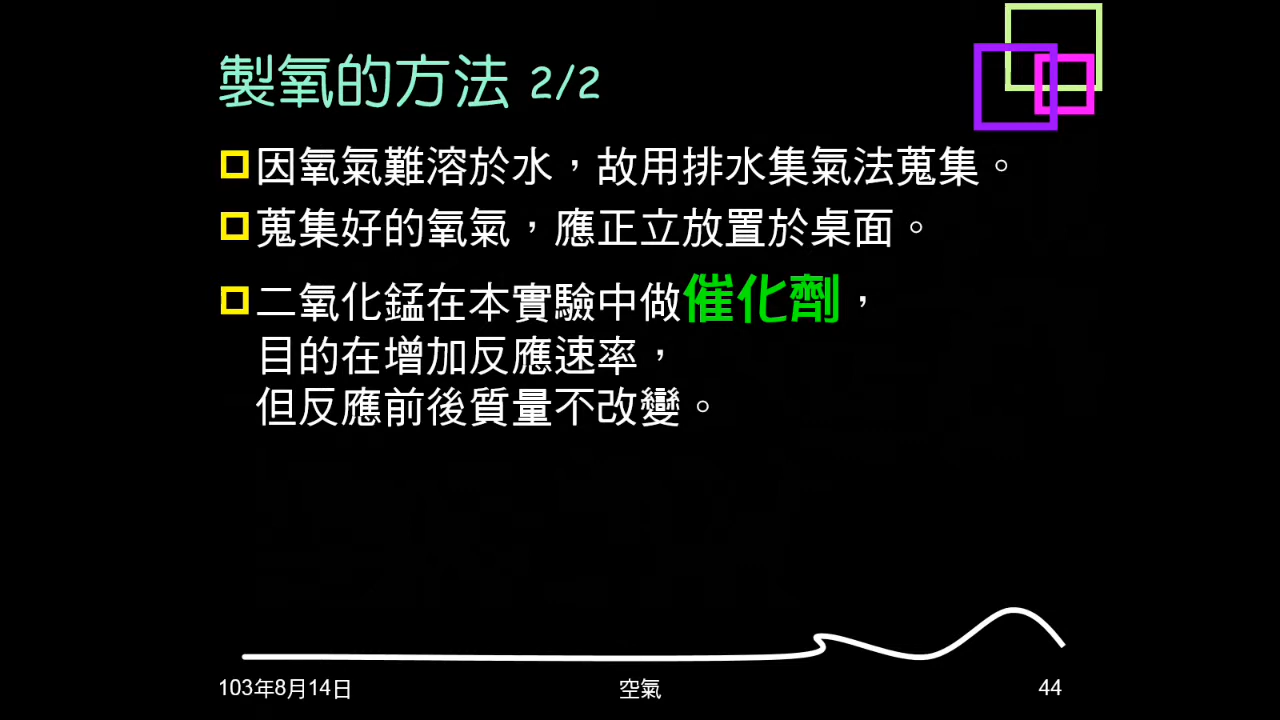 製氧的方法 2/2
因氧氣難溶於水，故用排水集氣法蒐集。
蒐集好的氧氣，應正立放置於桌面。
二氧化錳在本實驗中做催化劑，
目的在增加反應速率，
但反應前後質量不改變。
103年8月14日
空氣
44